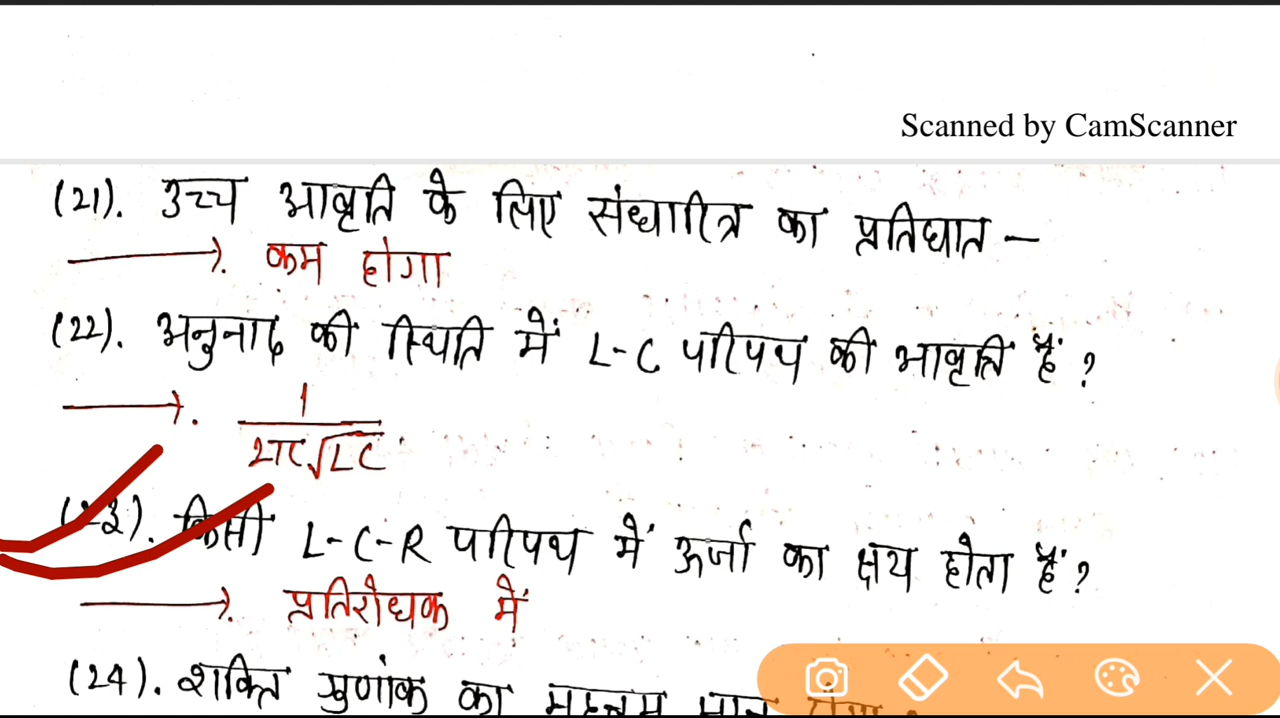 Scanned by CamScanner
(21). उच्च आवृति के लिए संधारित्र का प्रतिघात –
→. कम होगा
(22). अनुनाद की स्थिति में L-C परिपथ की आवृति हैं ?
→. 1
2π√LC
(23). किसी L-C-R परिपथ में ऊर्जा का क्षय होता हैं ?
→. प्रतिरोधक में
(24). शक्ति गुणांक का